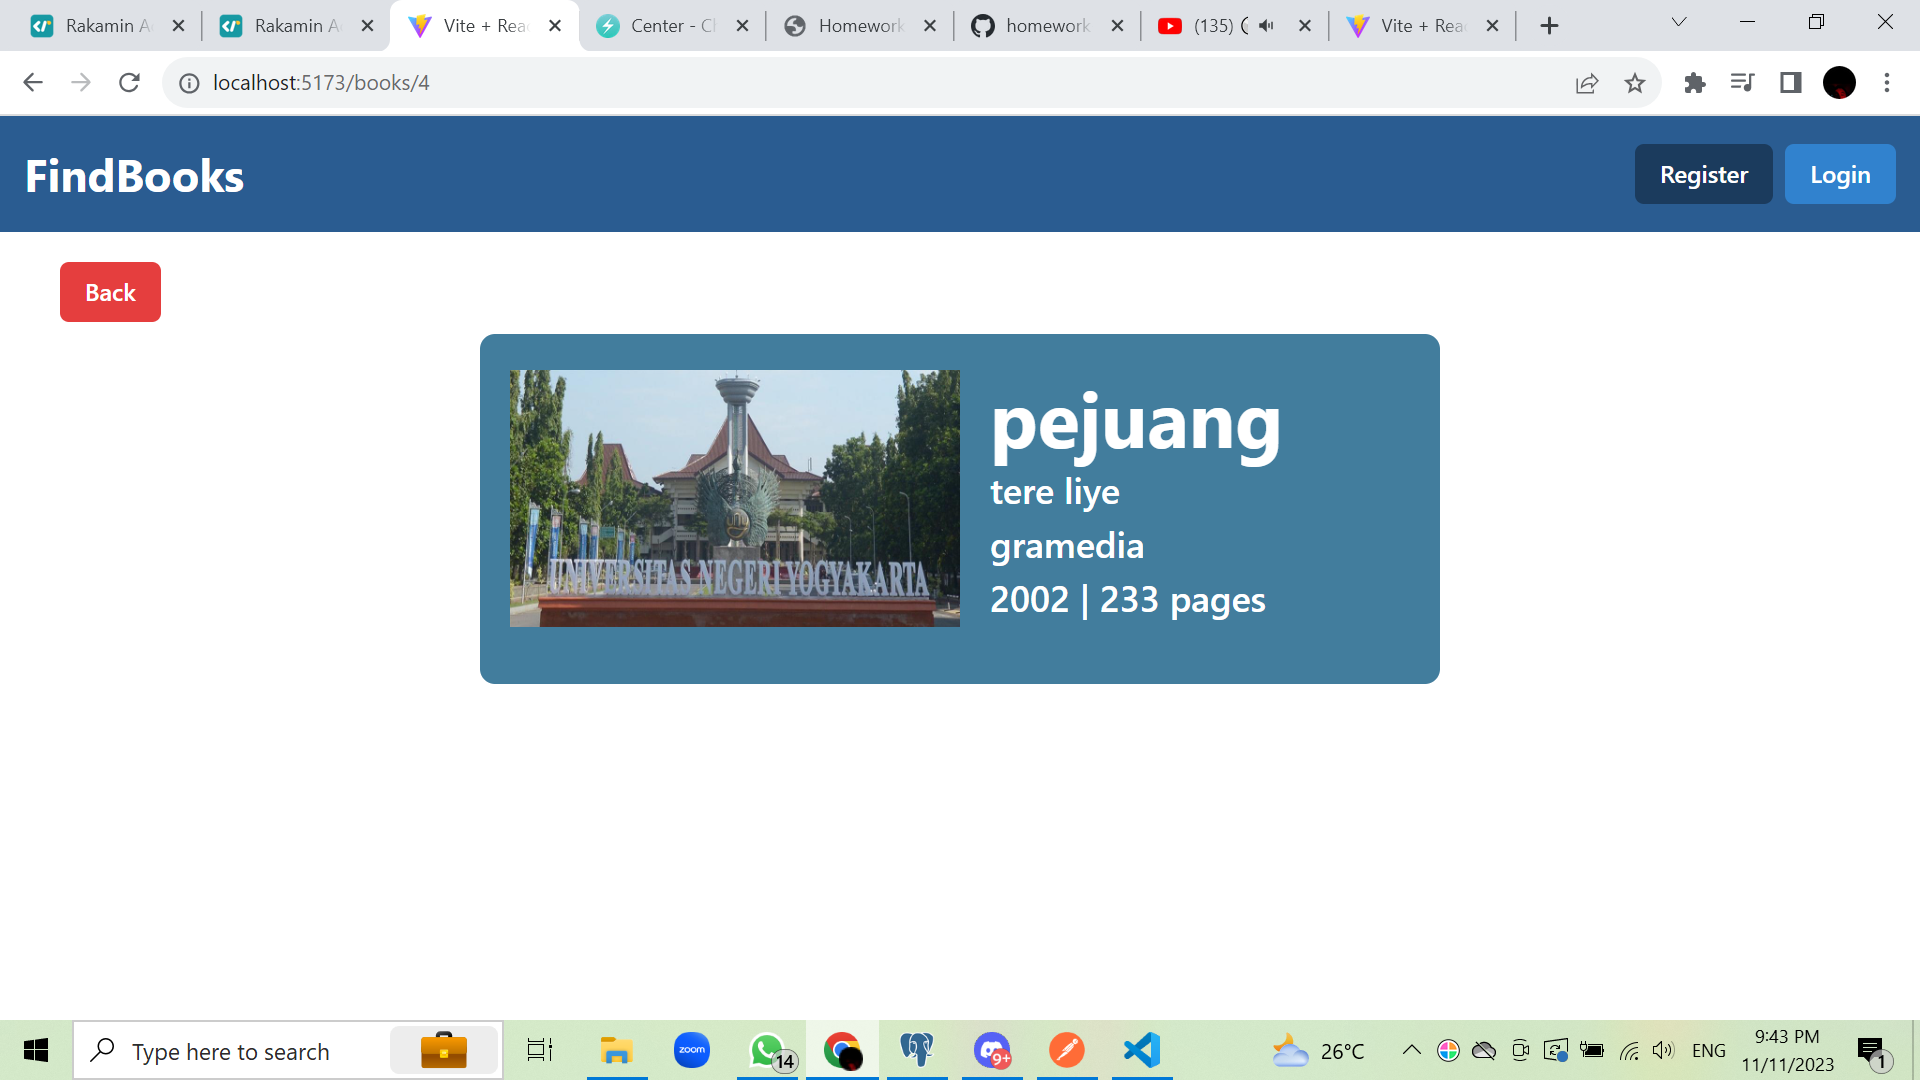 Rakamin A
Rakamin A
Vite + Rea
Center - C
Homework
homework
(135)
Vite + Rea
localhost:5173/books/4
FindBooks
Register
Login
Back
UNIVERSITAS NEGERI YOGYAKARTA
pejuang
tere liye
gramedia
2002 | 233 pages
Type here to search
zoom
14
9+
26°C
ENG
9:43 PM
11/11/2023
1